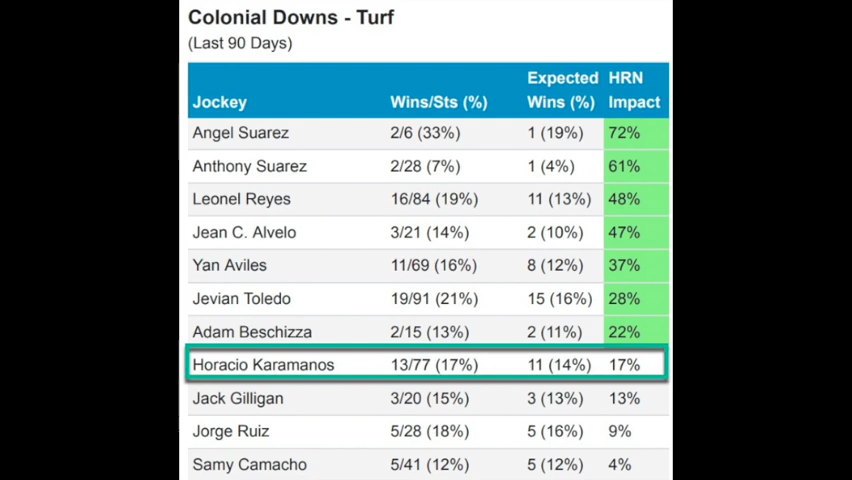 Colonial Downs - Turf
(Last 90 Days)
Jockey Wins/Sts (%) Expected Wins (%) HRN Impact
Angel Suarez 2/6 (33%) 1 (19%) 72%
Anthony Suarez 2/28 (7%) 1 (4%) 61%
Leonel Reyes 16/84 (19%) 11 (13%) 48%
Jean C. Alvelo 3/21 (14%) 2 (10%) 47%
Yan Aviles 11/69 (16%) 8 (12%) 37%
Jevian Toledo 19/91 (21%) 15 (16%) 28%
Adam Beschizza 2/15 (13%) 2 (11%) 22%
Horacio Karamanos 13/77 (17%) 11 (14%) 17%
Jack Gilligan 3/20 (15%) 3 (13%) 13%
Jorge Ruiz 5/28 (18%) 5 (16%) 9%
Samy Camacho 5/41 (12%) 5 (12%) 4%